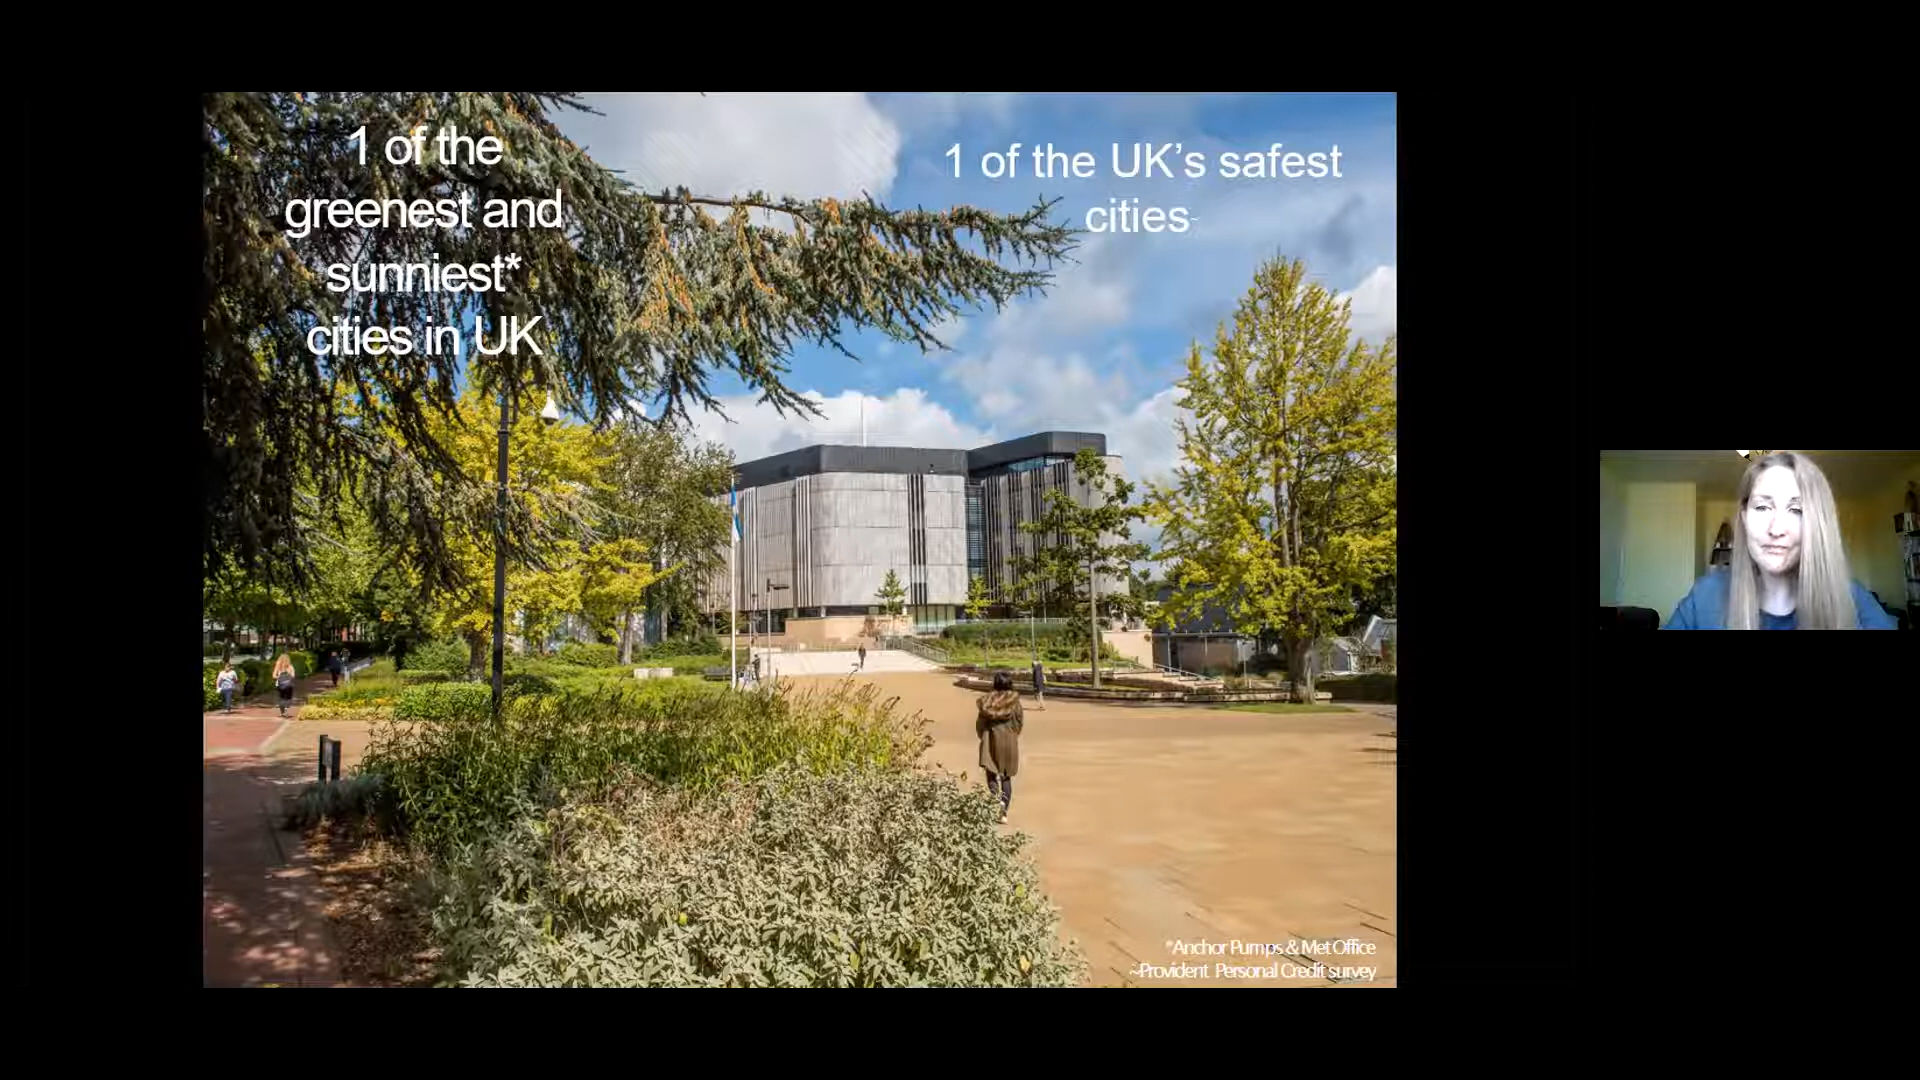 1 of the
greenest and
sunniest*
cities in UK
1 of the UK’s safest
cities~
*Anchor Pumps & Met Office
~Provident Personal Credit survey